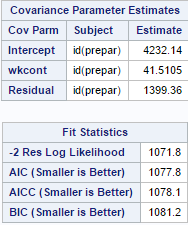 Covariance Parameter Estimates
Cov Parm Subject Estimate
Intercept id(prepar) 4232.14
wkcont id(prepar) 41.5105
Residual id(prepar) 1399.36
Fit Statistics
-2 Res Log Likelihood 1071.8
AIC (Smaller is Better) 1077.8
AICC (Smaller is Better) 1078.1
BIC (Smaller is Better) 1081.2